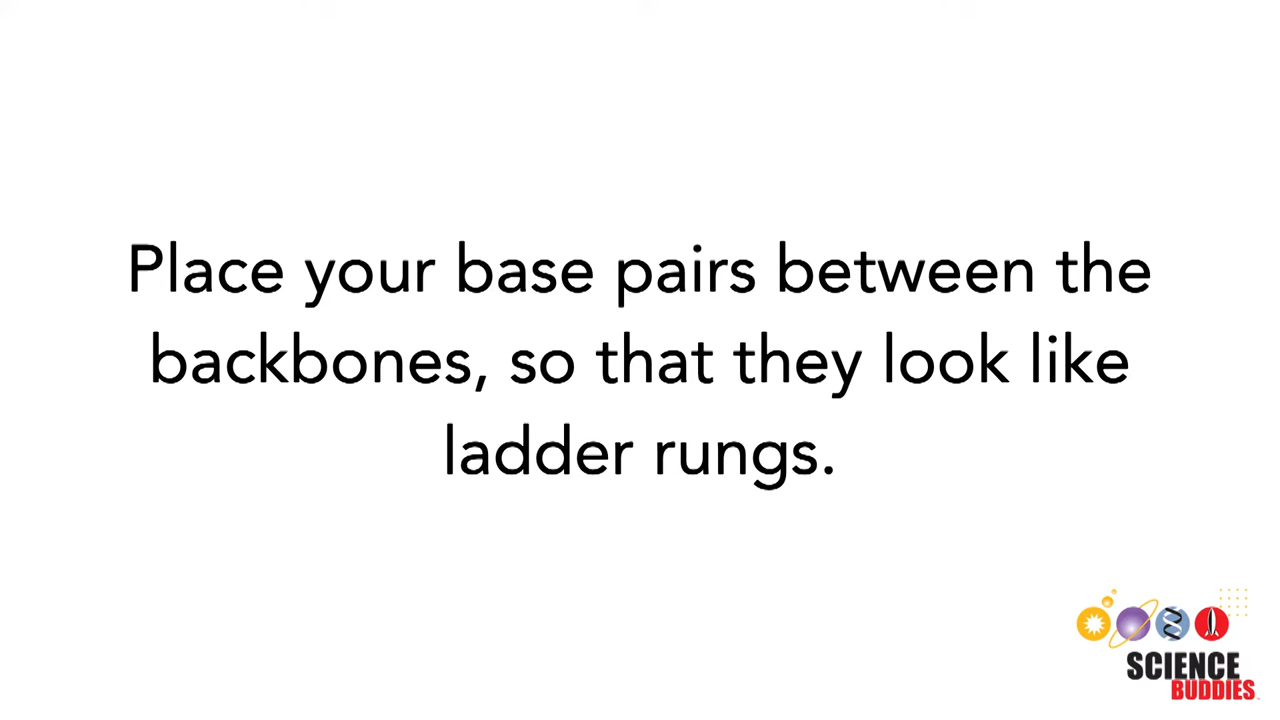 Place your base pairs between the
backbones, so that they look like
ladder rungs.
SCIENCE
BUDDIES